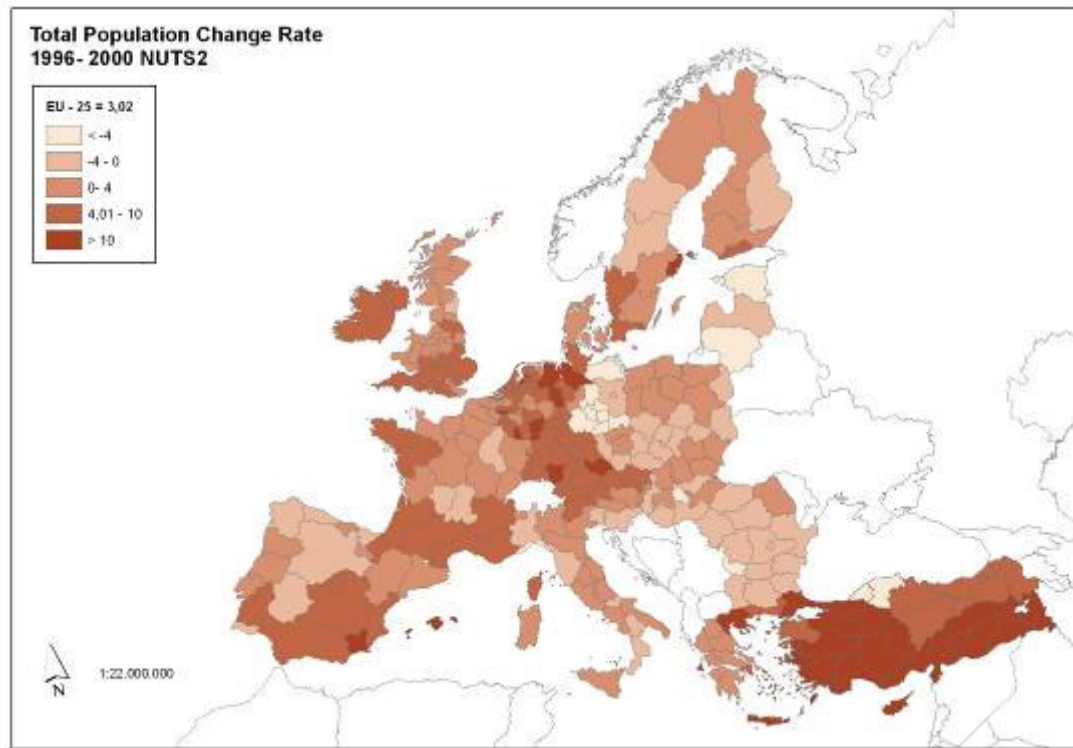 Total Population Change Rate
1996- 2000 NUTS2
EU - 25 = 3,02
< -4
-4 - 0
0- 4
4,01 - 10
> 10
N
1:22.000.000